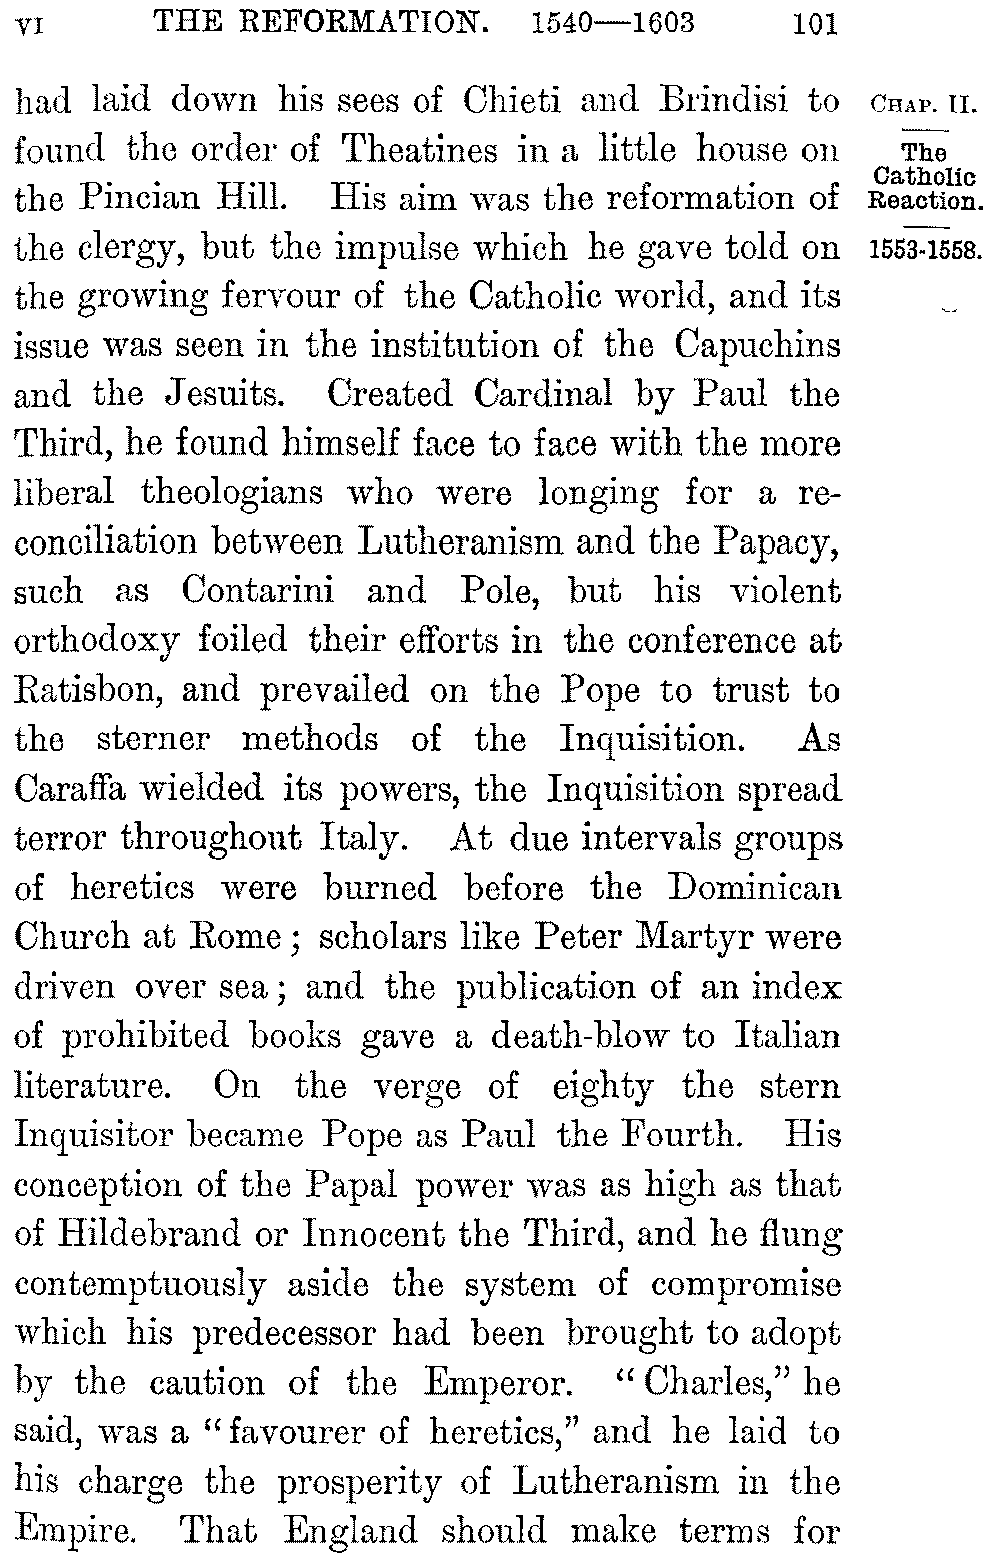 VI THE REFORMATION. 1540—1603 101
had laid down his sees of Chieti and Brindisi to
found the order of Theatines in a little house on
the Pincian Hill. His aim was the reformation of
the clergy, but the impulse which he gave told on
the growing fervour of the Catholic world, and its
issue was seen in the institution of the Capuchins
and the Jesuits. Created Cardinal by Paul the
Third, he found himself face to face with the more
liberal theologians who were longing for a re-
conciliation between Lutheranism and the Papacy,
such as Contarini and Pole, but his violent
orthodoxy foiled their efforts in the conference at
Ratisbon, and prevailed on the Pope to trust to
the sterner methods of the Inquisition. As
Caraffa wielded its powers, the Inquisition spread
terror throughout Italy. At due intervals groups
of heretics were burned before the Dominican
Church at Rome; scholars like Peter Martyr were
driven over sea; and the publication of an index
of prohibited books gave a death-blow to Italian
literature. On the verge of eighty the stern
Inquisitor became Pope as Paul the Fourth. His
conception of the Papal power was as high as that
of Hildebrand or Innocent the Third, and he flung
contemptuously aside the system of compromise
which his predecessor had been brought to adopt
by the caution of the Emperor. "Charles," he
said, was a "favourer of heretics," and he laid to
his charge the prosperity of Lutheranism in the
Empire. That England should make terms for
CHAP. II.
The
Catholic
Reaction.
1553-1558.